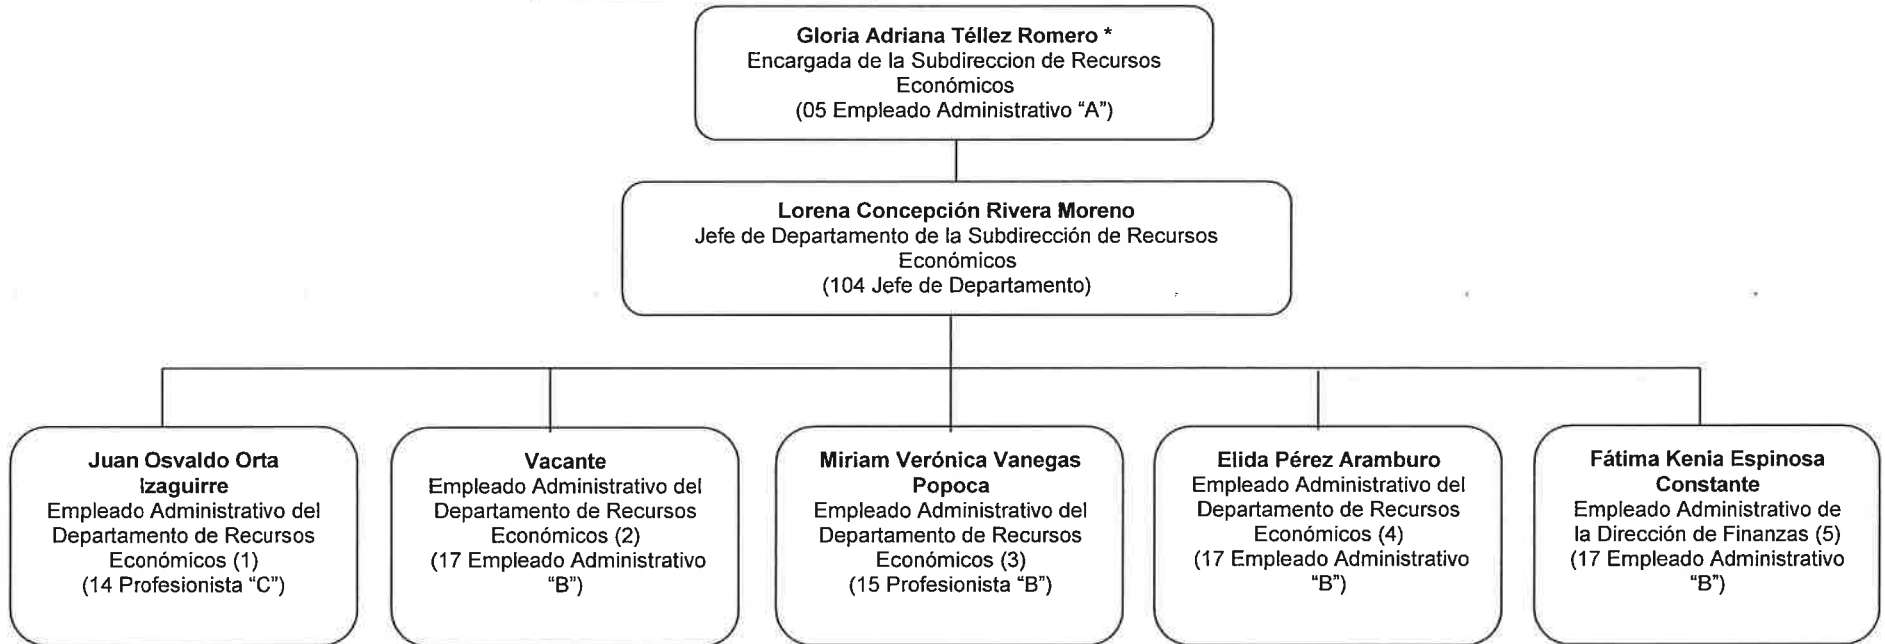 Gloria Adriana Téllez Romero *
Encargada de la Subdireccion de Recursos
Económicos
(05 Empleado Administrativo “A”)
Lorena Concepción Rivera Moreno
Jefe de Departamento de la Subdirección de Recursos
Económicos
(104 Jefe de Departamento)
Juan Osvaldo Orta
Izaguirre
Empleado Administrativo del
Departamento de Recursos
Económicos (1)
(14 Profesionista “C”)
Vacante
Empleado Administrativo del
Departamento de Recursos
Económicos (2)
(17 Empleado Administrativo
“B”)
Miriam Verónica Vanegas
Popoca
Empleado Administrativo del
Departamento de Recursos
Económicos (3)
(15 Profesionista “B”)
Elida Pérez Aramburo
Empleado Administrativo del
Departamento de Recursos
Económicos (4)
(17 Empleado Administrativo
“B”)
Fátima Kenia Espinosa
Constante
Empleado Administrativo de
la Dirección de Finanzas (5)
(17 Empleado Administrativo
“B”)